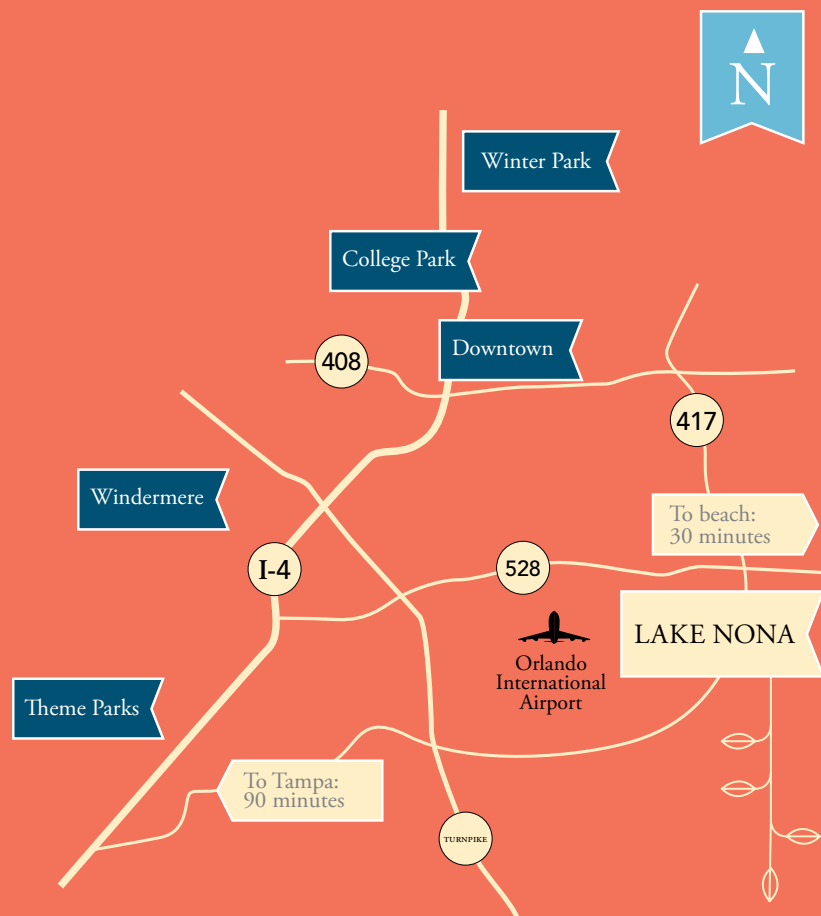 N
Winter Park
College Park
Downtown
408
417
Windermere
To beach:
30 minutes
I-4
528
LAKE NONA
Orlando
International
Airport
Theme Parks
To Tampa:
90 minutes
TURNPIKE